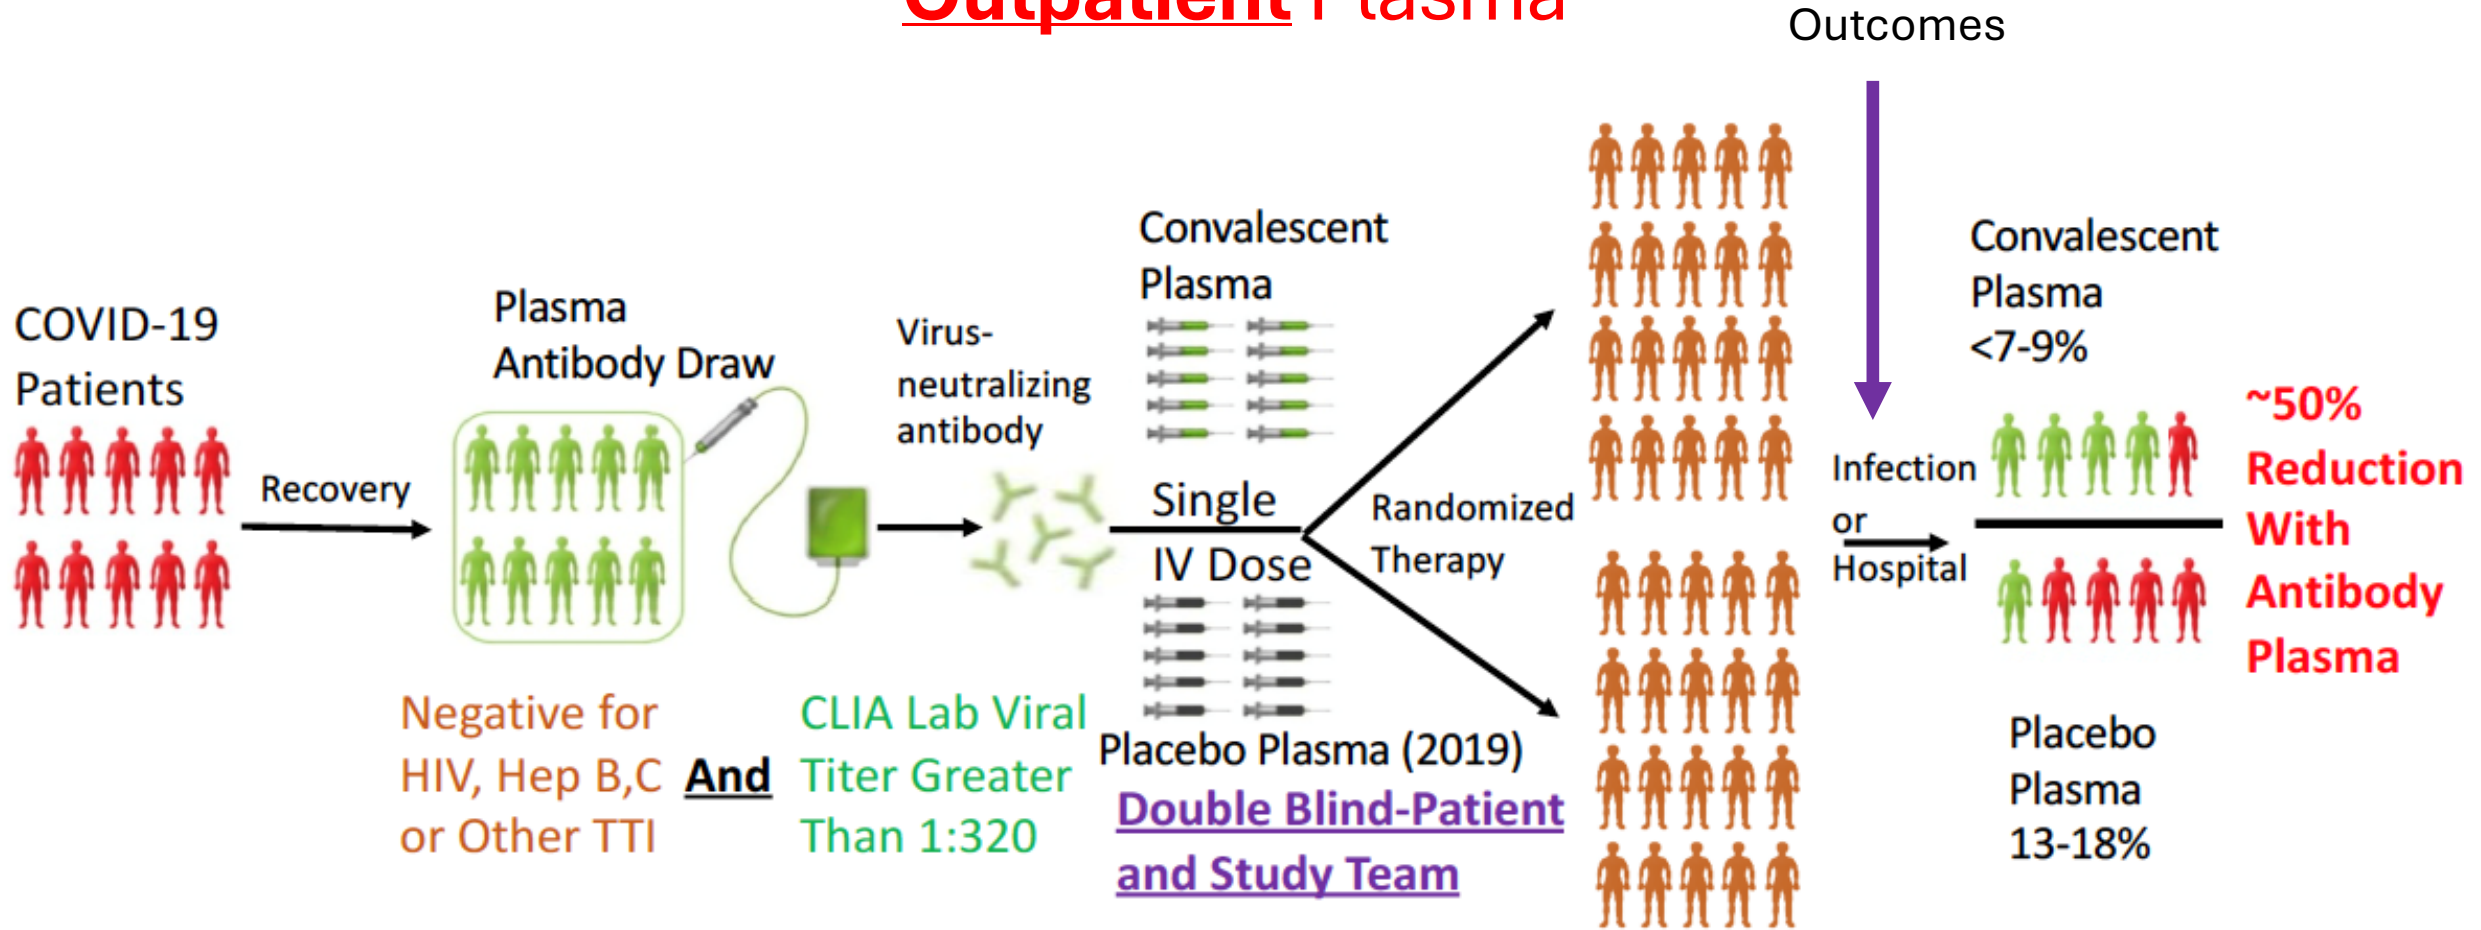 Outpatient Plasma
Outcomes
COVID-19
Patients
Recovery
Plasma
Antibody Draw
Negative for
HIV, Hep B,C
or Other TTI
And
CLIA Lab Viral
Titer Greater
Than 1:320
Virus-
neutralizing
antibody
Convalescent
Plasma
Single
IV Dose
Placebo Plasma (2019)
Double Blind-Patient
and Study Team
Randomized
Therapy
Infection
or
Hospital
Convalescent
Plasma
<7-9%
Placebo
Plasma
13-18%
~50%
Reduction
With
Antibody
Plasma